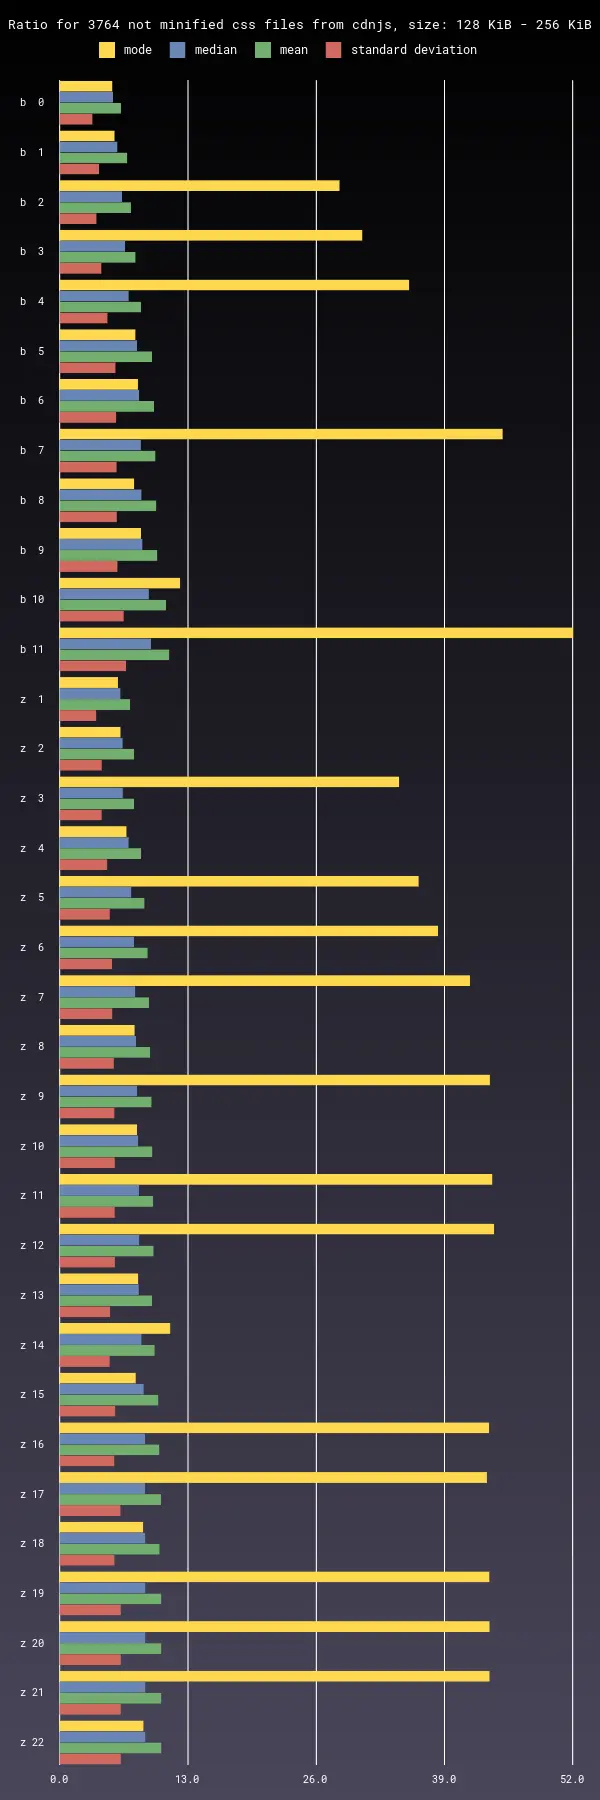 Ratio for 3764 not minified css files from cdnjs, size: 128 KiB - 256 KiB
mode median mean standard deviation
b 0
b 1
b 2
b 3
b 4
b 5
b 6
b 7
b 8
b 9
b 10
b 11
z 1
z 2
z 3
z 4
z 5
z 6
z 7
z 8
z 9
z 10
z 11
z 12
z 13
z 14
z 15
z 16
z 17
z 18
z 19
z 20
z 21
z 22
0.0 13.0 26.0 39.0 52.0